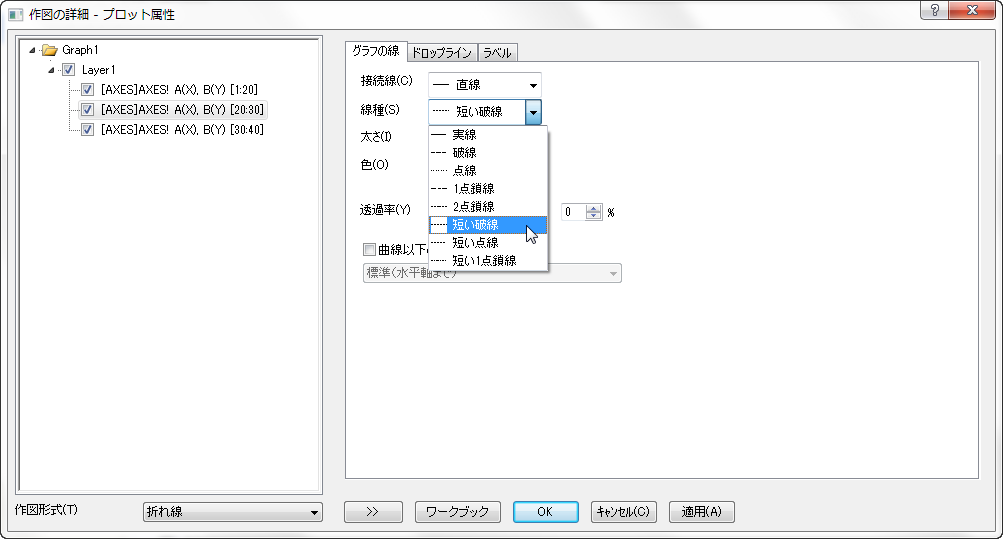 作図の詳細 - プロット属性
Graph1
Layer1
[AXES]AXES! A(X), B(Y) [1:20]
[AXES]AXES! A(X), B(Y) [20:30]
[AXES]AXES! A(X), B(Y) [30:40]
グラフの線 ドロップライン ラベル
接続線(C) 直線
線種(S) 短い破線
実線
太さ(I)
破線
色(O)
点線
1点鎖線
透過率(Y) 0 %
2点鎖線
短い破線
短い点線
曲線以下
短い1点鎖線
標準(水平軸まで)
作図形式(T) 折れ線
>> ワークブック OK キャンセル(C) 適用(A)